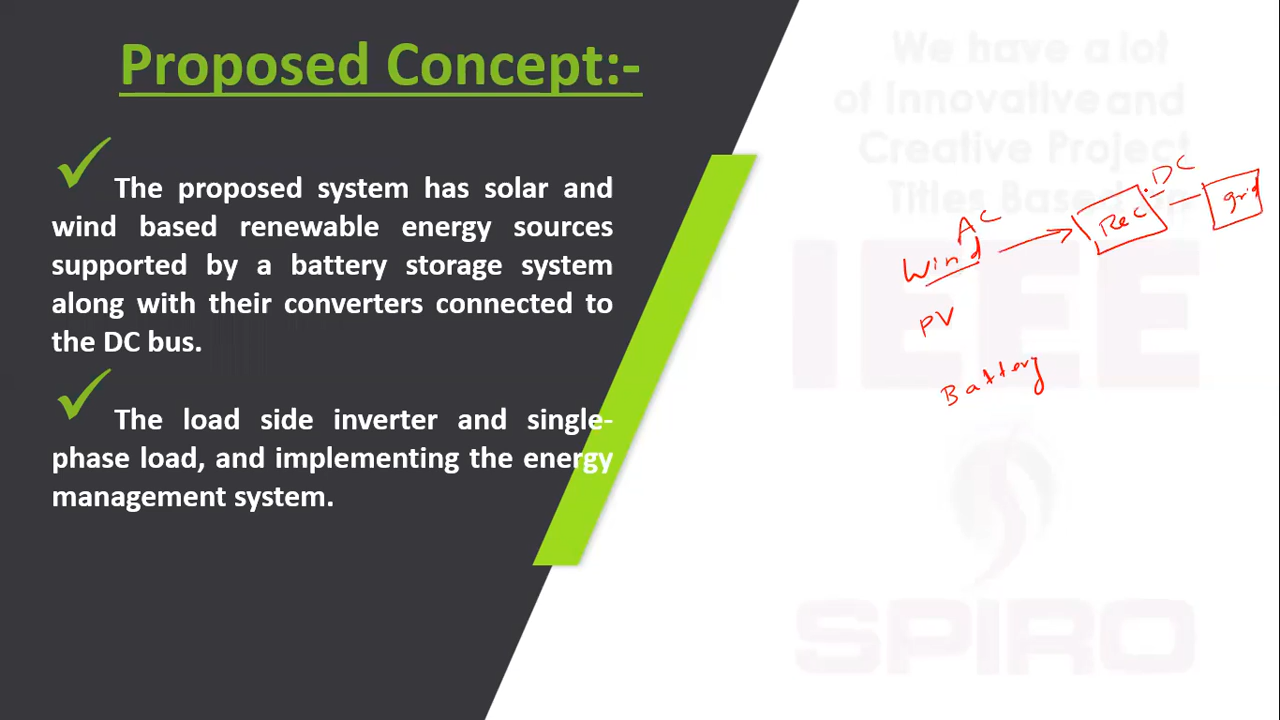 Proposed Concept:-
The proposed system has solar and
wind based renewable energy sources
supported by a battery storage system
along with their converters connected to
the DC bus.
The load side inverter and single-
phase load, and implementing the energy
management system.
We have a lot
of Innovative and
Creative Project
Titles Based on
IEEE
SPIRO
AC
Wind
Rec
DC
grid
PV
Battery